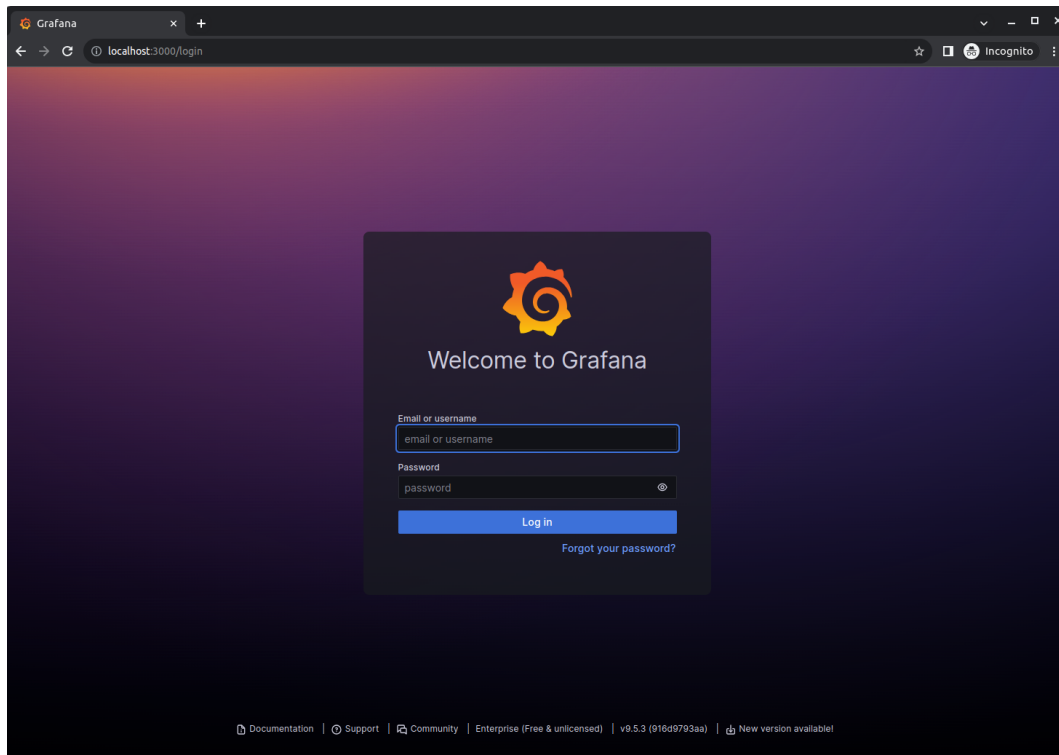 Grafana
localhost:3000/login
Incognito
Welcome to Grafana
Email or username
email or username
Password
password
Log in
Forgot your password?
Documentation | Support | Community | Enterprise (Free & unlicensed) | v9.5.3 (916d9793aa) | New version available!